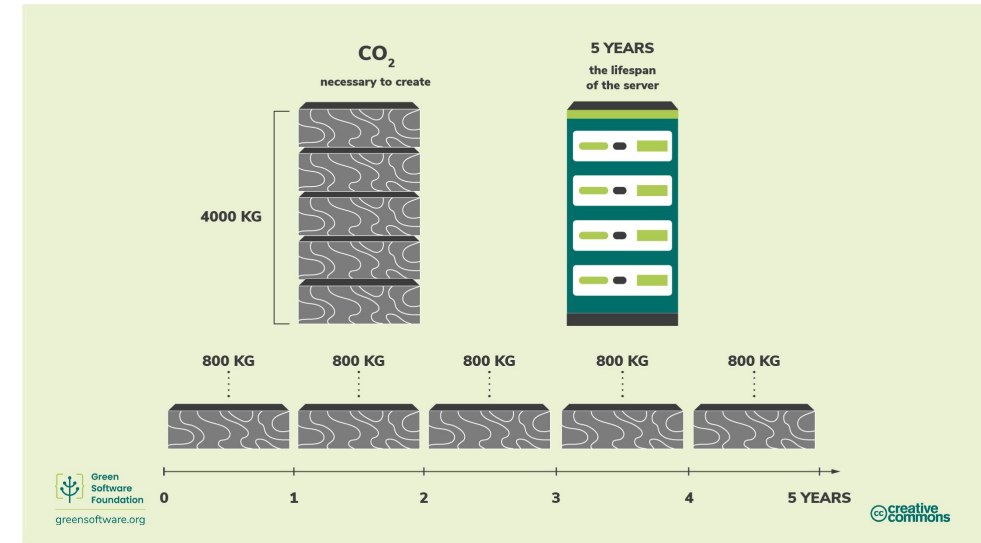 CO2
necessary to create
5 YEARS
the lifespan
of the server
4000 KG
800 KG
800 KG
800 KG
800 KG
800 KG
0
1
2
3
4
5 YEARS
Green
Software
Foundation
greensoftware.org
cc creative
commons